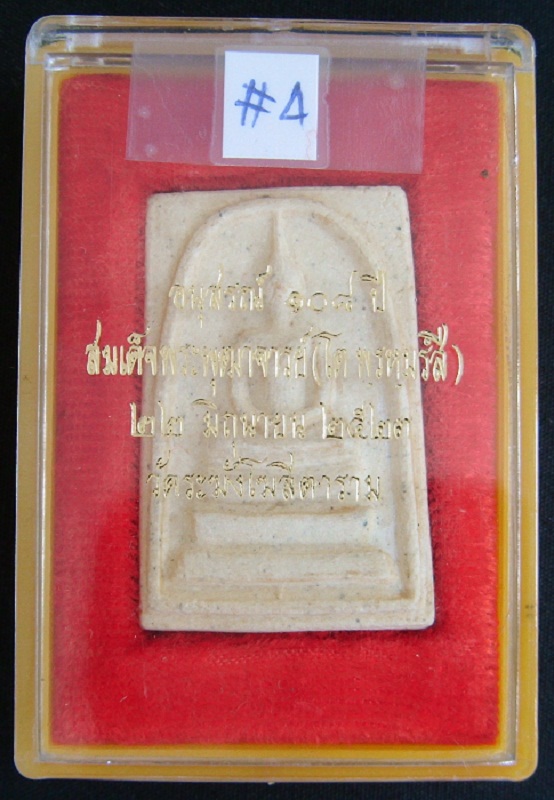 #4
อนุสรณ์ ๑๐๘ ปี
สมเด็จพระพุฒาจารย์ (โต พรหมรังสี)
๒๒ มิถุนายน ๒๕๒๓
วัดระฆังโฆสิตาราม